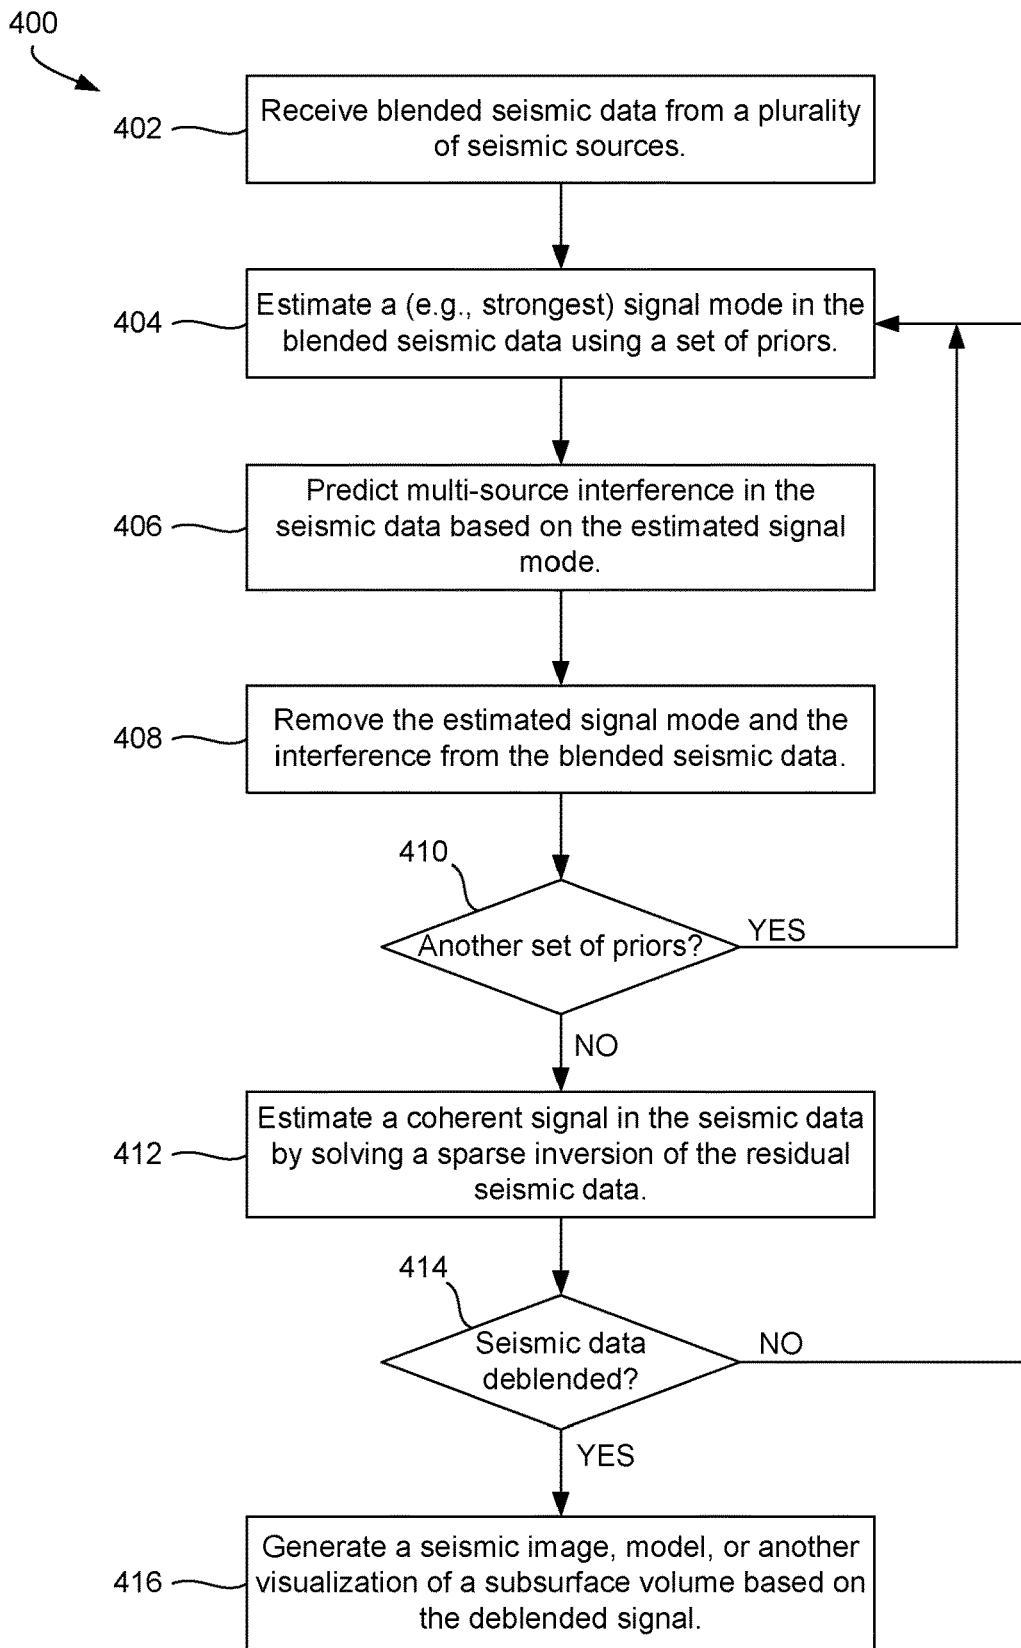 400
402
Receive blended seismic data from a plurality
of seismic sources.
404
Estimate a (e.g., strongest) signal mode in the
blended seismic data using a set of priors.
406
Predict multi-source interference in the
seismic data based on the estimated signal
mode.
408
Remove the estimated signal mode and the
interference from the blended seismic data.
410
Another set of priors?
YES
NO
412
Estimate a coherent signal in the seismic data
by solving a sparse inversion of the residual
seismic data.
414
Seismic data
deblended?
NO
YES
416
Generate a seismic image, model, or another
visualization of a subsurface volume based on
the deblended signal.